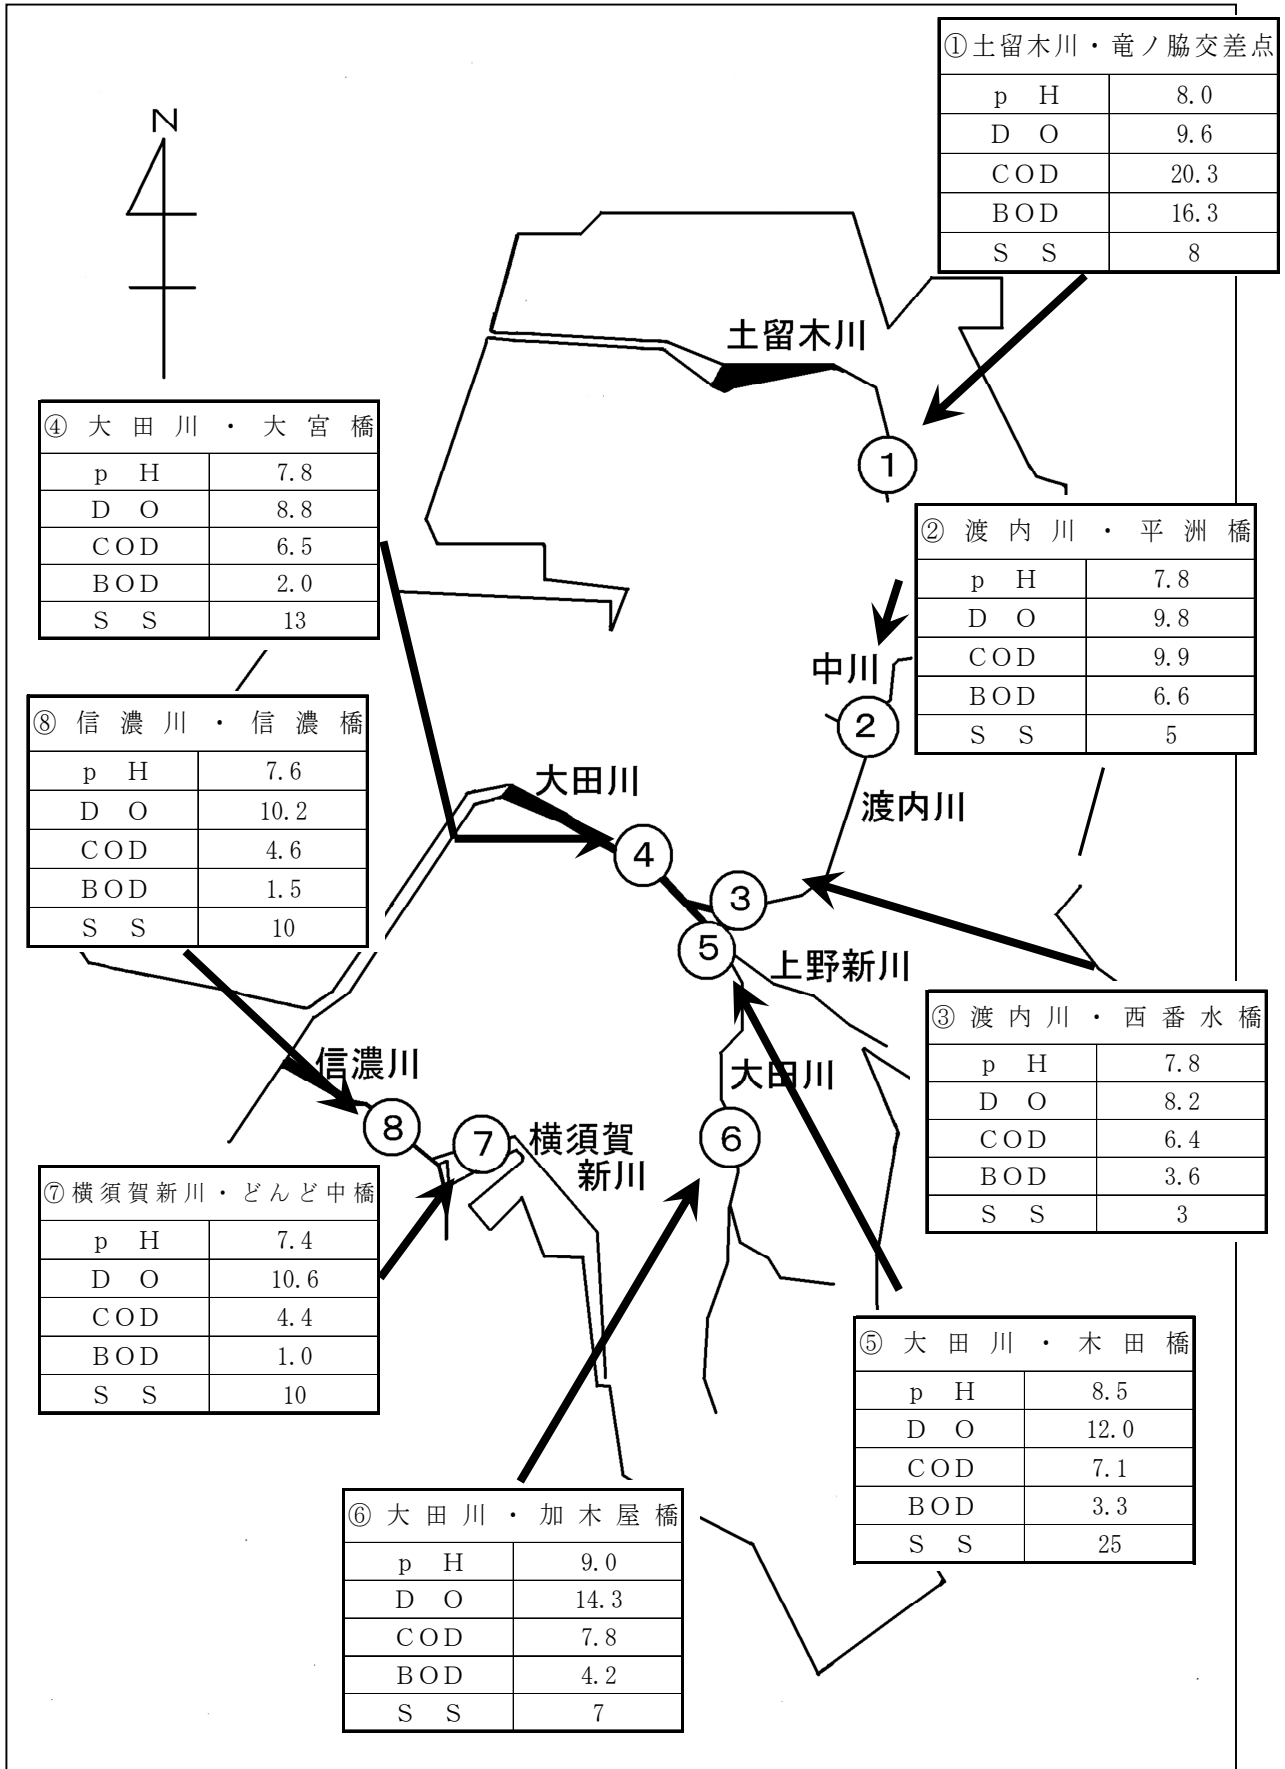 N
①土留木川・竜ノ脇交差点
pH 8.0
DO 9.6
COD 20.3
BOD 16.3
SS 8
土留木川
1
④大田川・大宮橋
pH 7.8
DO 8.8
COD 6.5
BOD 2.0
SS 13
②渡内川・平洲橋
pH 7.8
DO 9.8
COD 9.9
BOD 6.6
SS 5
中川
2
⑧信濃川・信濃橋
pH 7.6
DO 10.2
COD 4.6
BOD 1.5
SS 10
大田川
渡内川
4
3
5
上野新川
③渡内川・西番水橋
pH 7.8
DO 8.2
COD 6.4
BOD 3.6
SS 3
信濃川
大田川
8
7
横須賀
新川
6
⑦横須賀新川・どんど中橋
pH 7.4
DO 10.6
COD 4.4
BOD 1.0
SS 10
⑤大田川・木田橋
pH 8.5
DO 12.0
COD 7.1
BOD 3.3
SS 25
⑥大田川・加木屋橋
pH 9.0
DO 14.3
COD 7.8
BOD 4.2
SS 7